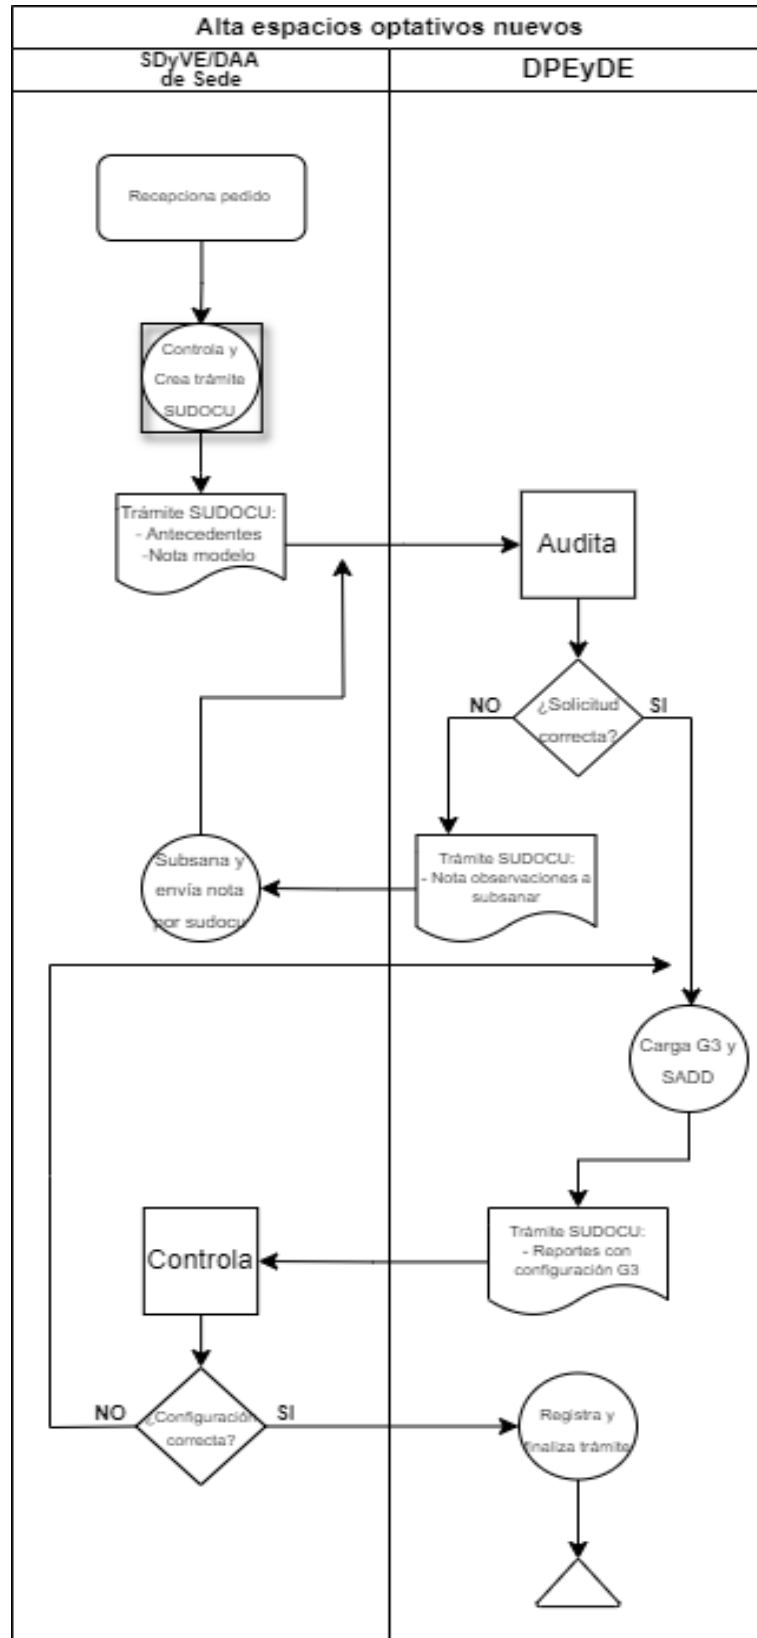 Alta espacios optativos nuevos
SDyVE/DAA
de Sede
DPEyDE
Recepciona pedido
Controla y
Crea trámite
SUDOCU
Trámite SUDOCU:
- Antecedentes
-Nota modelo
Audita
¿Solicitud
correcta?
NO
SI
Trámite SUDOCU:
- Nota observaciones a
subsanar
Subsana y
envía nota
por sudocu
Carga G3 y
SADD
Trámite SUDOCU:
- Reportes con
configuración G3
Controla
¿Configuración
correcta?
NO
SI
Registra y
finaliza trámite